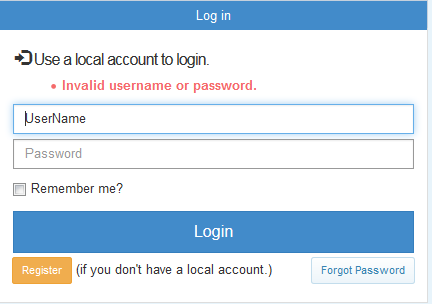 Log in
Use a local account to login.
• Invalid username or password.
UserName
Password
Remember me?
Login
Register (if you don't have a local account.) Forgot Password